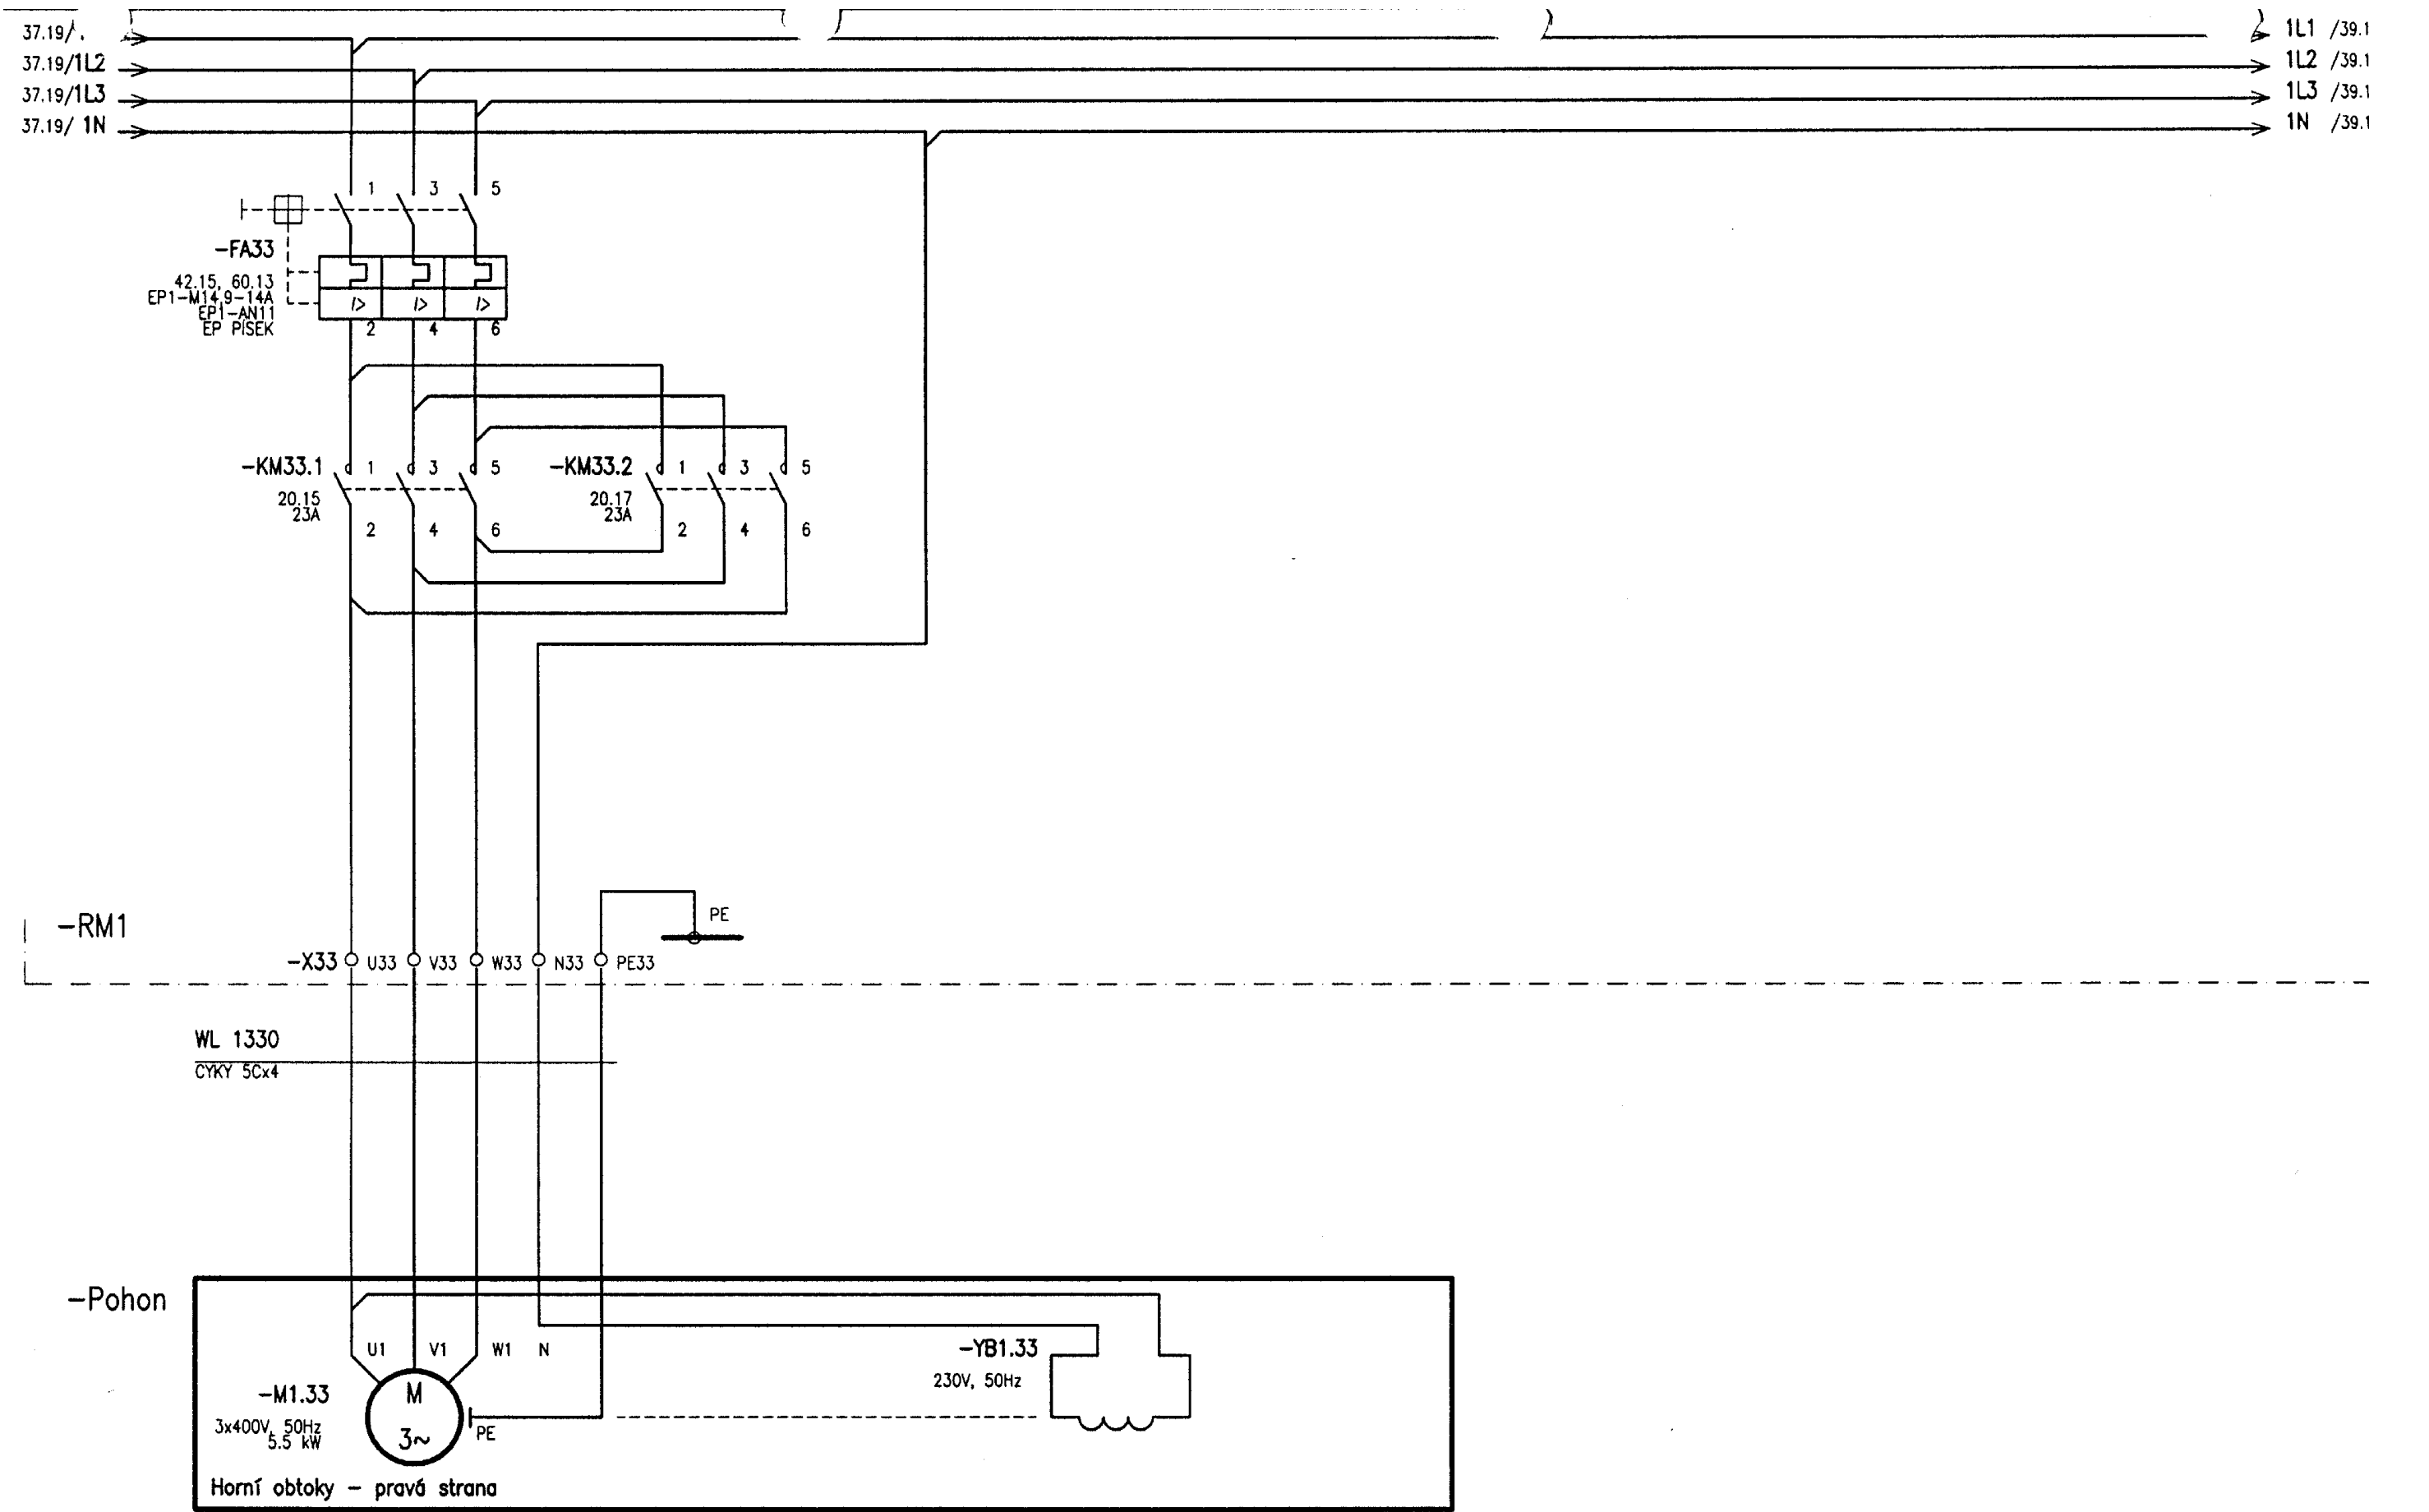 37.19/
1L1 /39.1
37.19/1L2
1L2 /39.1
37.19/1L3
1L3 /39.1
37.19/ 1N
1N /39.1
1 3 5
-FA33
42.15, 60.13
EP1-M14,9-14A
EP1-AN11
EP PÍSEK
I> I> I>
2 4 6
-KM33.1 1 3 5
20.15
23A
2 4 6
-KM33.2 1 3 5
20.17
23A
2 4 6
-RM1
PE
-X33 U33 V33 W33 N33 PE33
WL 1330
CYKY 5Cx4
-Pohon
U1 V1 W1 N
-YB1.33
230V, 50Hz
-M1.33
3x400V, 50Hz
5.5 kW
M
3~
PE
Horní obtoky - pravá strana